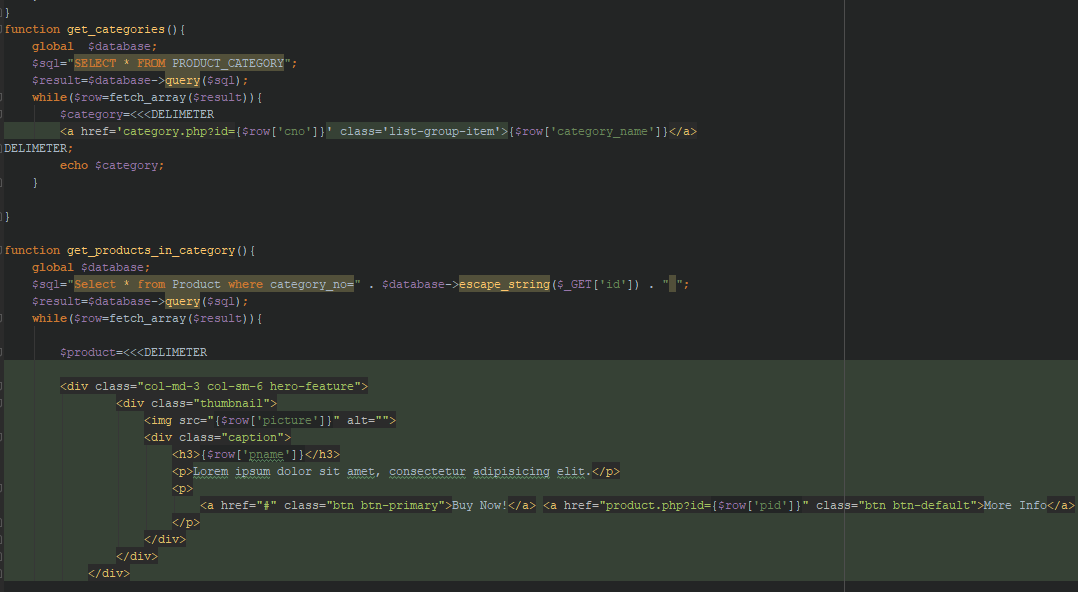 }
function get_categories(){
global $database;
$sql="SELECT * FROM PRODUCT_CATEGORY";
$result=$database->query($sql);
while($row=fetch_array($result)){
$category=<<<DELIMETER
<a href='category.php?id={$row['cno']}' class='list-group-item'>{$row['category_name']}</a>
DELIMETER;
echo $category;
}
}
function get_products_in_category(){
global $database;
$sql="Select * from Product where category_no=" . $database->escape_string($_GET['id']) . " ";
$result=$database->query($sql);
while($row=fetch_array($result)){
$product=<<<DELIMETER
<div class="col-md-3 col-sm-6 hero-feature">
<div class="thumbnail">
<img src="{$row['picture']}" alt="">
<div class="caption">
<h3>{$row['pname']}</h3>
<p>Lorem ipsum dolor sit amet, consectetur adipisicing elit.</p>
<p>
<a href="#" class="btn btn-primary">Buy Now!</a> <a href="product.php?id={$row['pid']}" class="btn btn-default">More Info</a>
</p>
</div>
</div>
</div>